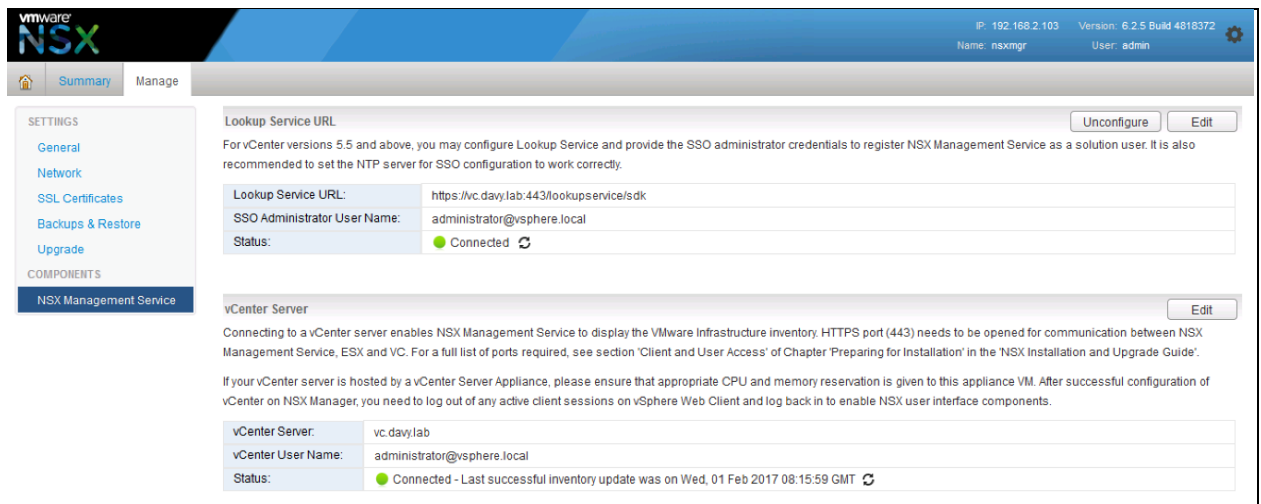 vmware
NSX
IP: 192.168.2.103 Version: 6.2.5 Build 4818372
Name: nsxmgr User: admin
Summary Manage
SETTINGS
General
Network
SSL Certificates
Backups & Restore
Upgrade
COMPONENTS
NSX Management Service
Lookup Service URL Unconfigure Edit
For vCenter versions 5.5 and above, you may configure Lookup Service and provide the SSO administrator credentials to register NSX Management Service as a solution user. It is also
recommended to set the NTP server for SSO configuration to work correctly.
Lookup Service URL: https://vc.davy.lab:443/lookupservice/sdk
SSO Administrator User Name: administrator@vsphere.local
Status: Connected
vCenter Server Edit
Connecting to a vCenter server enables NSX Management Service to display the VMware Infrastructure inventory. HTTPS port (443) needs to be opened for communication between NSX
Management Service, ESX and VC. For a full list of ports required, see section 'Client and User Access' of Chapter 'Preparing for Installation' in the 'NSX Installation and Upgrade Guide'.
If your vCenter server is hosted by a vCenter Server Appliance, please ensure that appropriate CPU and memory reservation is given to this appliance VM. After successful configuration of
vCenter on NSX Manager, you need to log out of any active client sessions on vSphere Web Client and log back in to enable NSX user interface components.
vCenter Server: vc.davy.lab
vCenter User Name: administrator@vsphere.local
Status: Connected - Last successful inventory update was on Wed, 01 Feb 2017 08:15:59 GMT